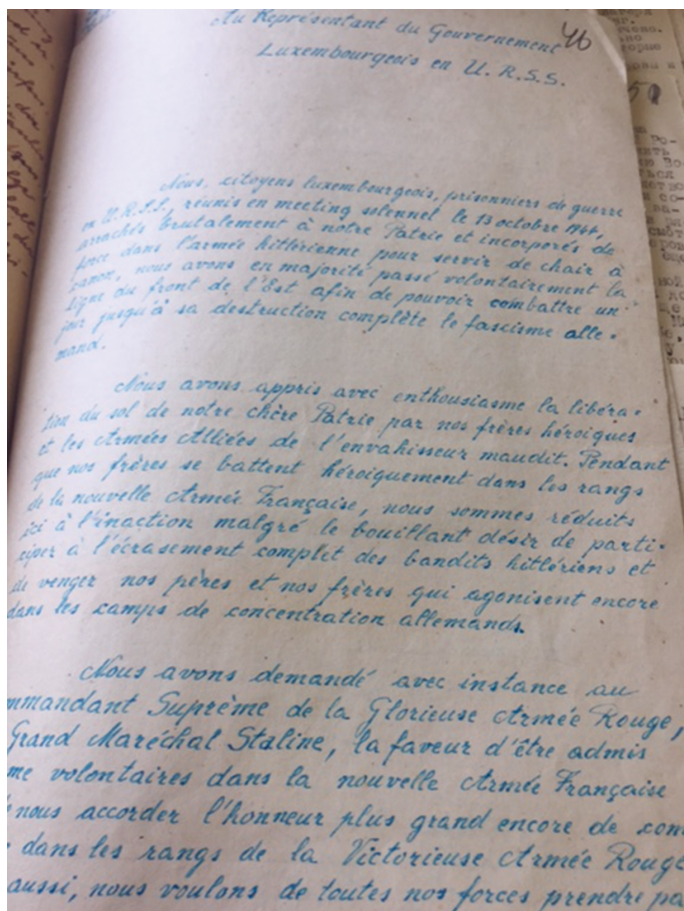 Au Représentant du Gouvernement 46
Luxembourgeois en U.R.S.S.
Nous, citoyens luxembourgeois, prisonniers de guerre
en U.R.S.S., réunis en meeting solennel le 13 octobre 1944,
arrachés brutalement à notre Patrie et incorporés de
force dans l'armée hitlérienne pour servir de chair à
canon, nous avons en majorité passé volontairement la
ligne du front de l'Est afin de pouvoir combattre un
jour jusqu'à sa destruction complète le fascisme alle-
mand.
Nous avons appris avec enthousiasme la libéra-
tion du sol de notre chère Patrie par nos frères héroiques
et les Armées Alliées de l'envahisseur maudit. Pendant
que nos frères se battent héroiquement dans les rangs
de la nouvelle Armée Française, nous sommes réduits
ici à l'inaction malgré le bouillant désir de parti-
ciper à l'écrasement complet des bandits hitlériens et
de venger nos pères et nos frères qui agonisent encore
dans les camps de concentration allemands.
Nous avons demandé avec instance au
mmandant Suprème de la Glorieuse Armée Rouge,
Grand Maréchal Staline, la faveur d'être admis
me volontaires dans la nouvelle Armée Française
nous accorder l'honneur plus grand encore de com
dans les rangs de la Victorieuse Armée Rouge
aussi, nous voulons de toutes nos forces prendre pa